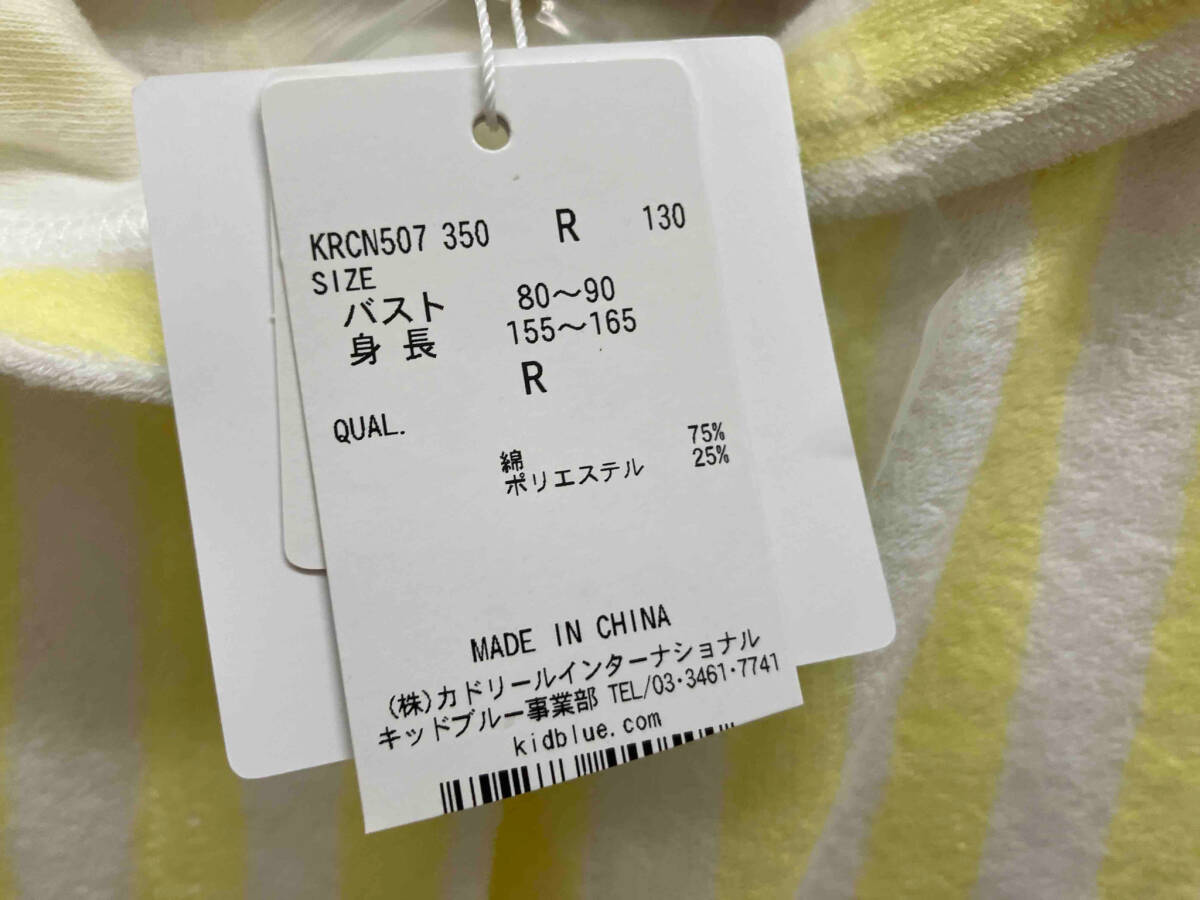 KRCN507 350 R 130
SIZE
バスト 80～90
身長 155～165
R
QUAL.
綿 75%
ポリエステル 25%
MADE IN CHINA
(株)カドリールインターナショナル
キッドブルー事業部 TEL/03・3461・7741
kidblue.com